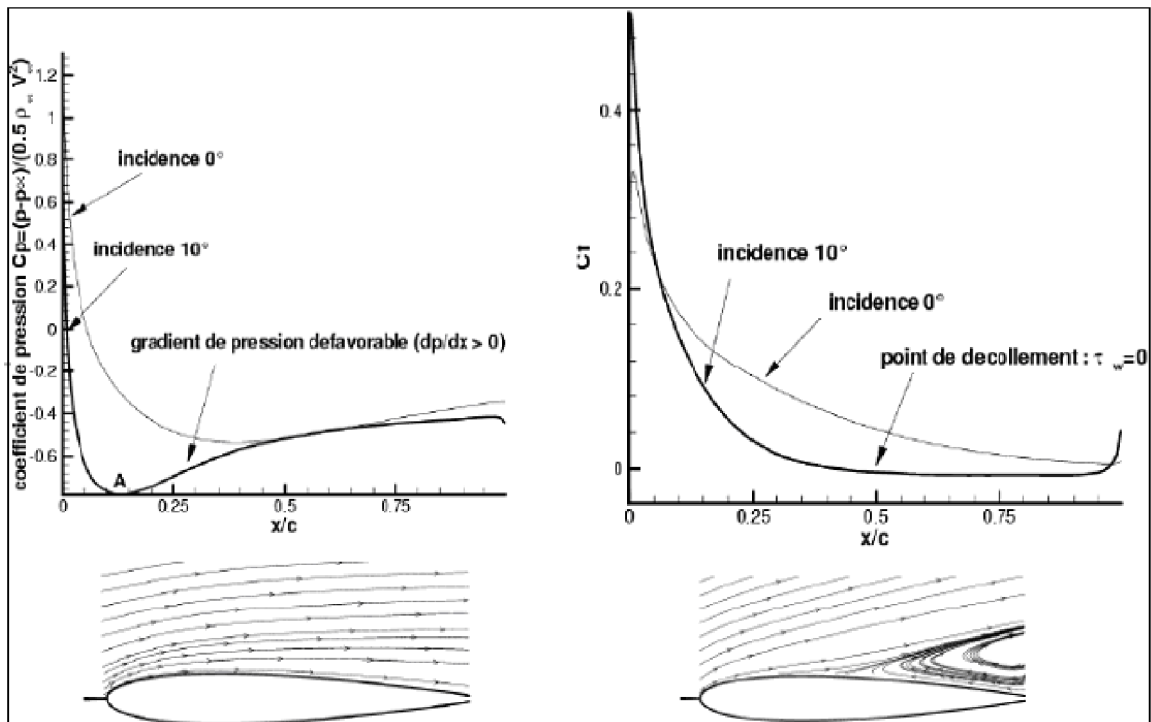 coefficient de pression Cp=(p-p∝)/(0.5 ρ∝ V²∝)
1.2
1
0.8
0.6
0.4
0.2
0
-0.2
-0.4
-0.6
incidence 0°
incidence 10°
gradient de pression defavorable (dp/dx > 0)
A
0 0.25 0.5 0.75
x/c
Cf
0.4
0.2
0
incidence 10°
incidence 0°
point de decollement : τ w=0
0 0.25 0.5 0.75
x/c